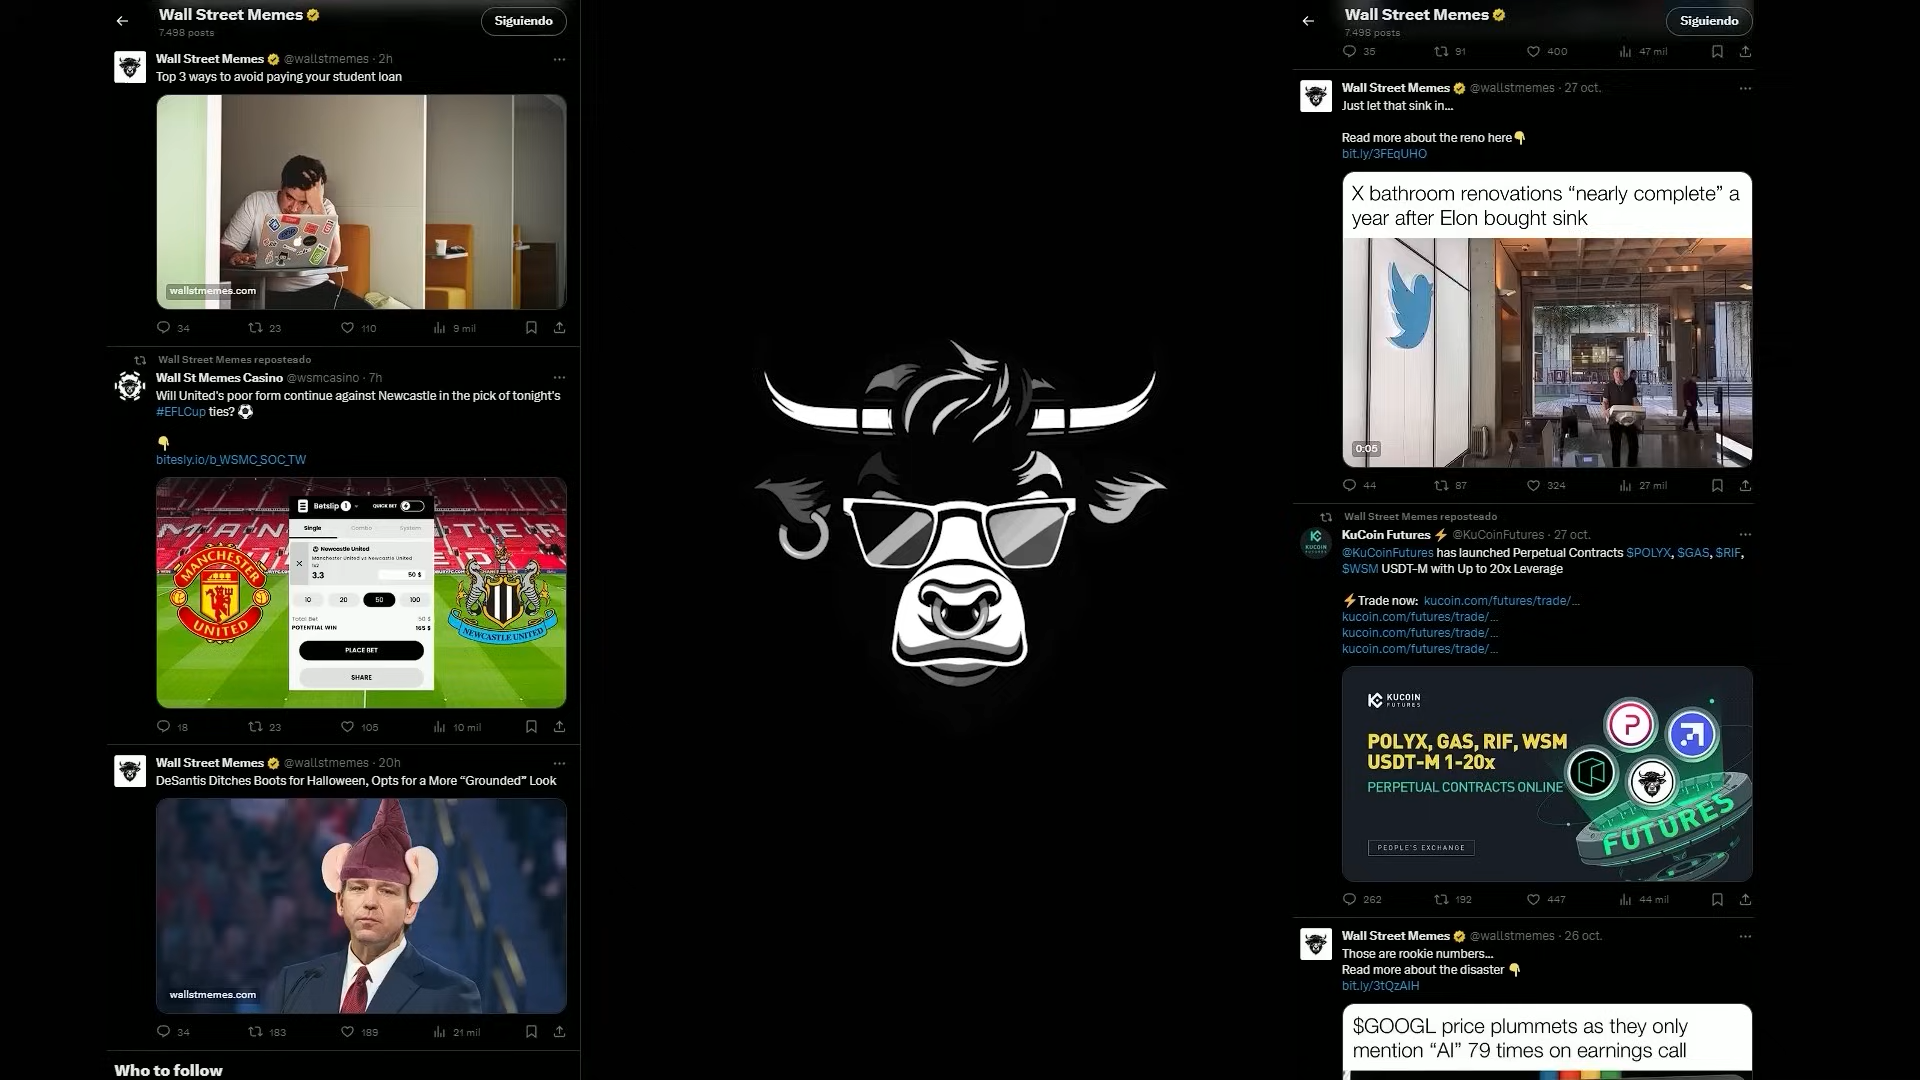 Wall Street Memes
7.498 posts
Siguiendo
Wall Street Memes @wallstmemes · 2h
Top 3 ways to avoid paying your student loan
wallstmemes.com
34 23 110 9 mil
Wall Street Memes reposteado
Wall St Memes Casino @wsmcasino · 7h
Will United's poor form continue against Newcastle in the pick of tonight's
#EFLCup ties?
bitesly.io/b_WSMC_SOC_TW
Betslip 1 QUICK BET
Single Combo System
Newcastle United
Manchester United vs Newcastle United
1x2
3.3 50 $
10 20 50 100
Total Bet 50 $
POTENTIAL WIN 165 $
PLACE BET
SHARE
MANCHESTER
UNITED
NEWCASTLE UNITED
18 23 105 10 mil
Wall Street Memes @wallstmemes · 20h
DeSantis Ditches Boots for Halloween, Opts for a More “Grounded” Look
wallstmemes.com
34 183 189 21 mil
Who to follow
Wall Street Memes
7.498 posts
Siguiendo
35 91 400 47 mil
Wall Street Memes @wallstmemes · 27 oct.
Just let that sink in...
Read more about the reno here
bit.ly/3FEqUHO
X bathroom renovations “nearly complete” a
year after Elon bought sink
0:05
44 87 324 27 mil
Wall Street Memes reposteado
KuCoin Futures @KuCoinFutures · 27 oct.
@KuCoinFutures has launched Perpetual Contracts $POLYX, $GAS, $RIF,
$WSM USDT-M with Up to 20x Leverage
Trade now: kucoin.com/futures/trade/...
kucoin.com/futures/trade/...
kucoin.com/futures/trade/...
kucoin.com/futures/trade/...
KUCOIN
FUTURES
POLYX, GAS, RIF, WSM
USDT-M 1-20x
PERPETUAL CONTRACTS ONLINE
PEOPLE'S EXCHANGE
FUTURES
262 192 447 44 mil
Wall Street Memes @wallstmemes · 26 oct.
Those are rookie numbers...
Read more about the disaster
bit.ly/3tQzAIH
$GOOGL price plummets as they only
mention “AI” 79 times on earnings call